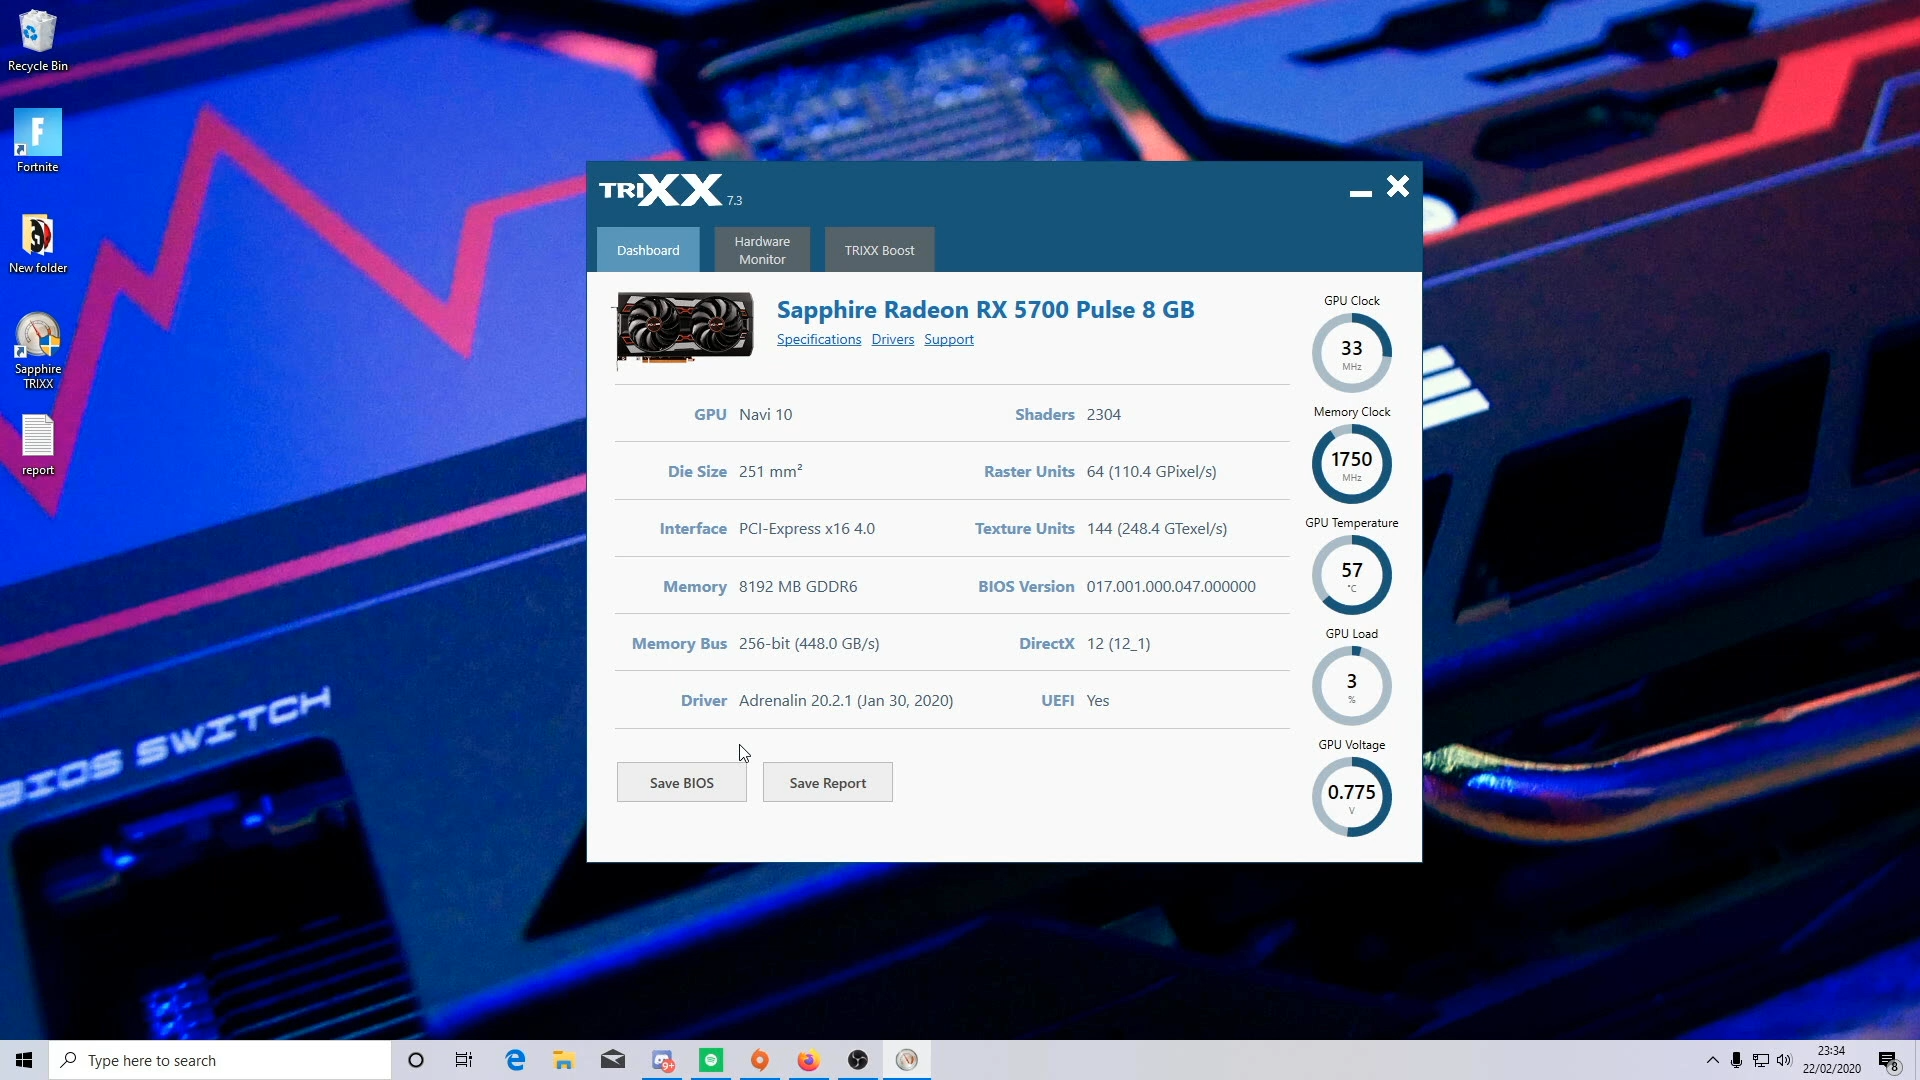 Recycle Bin
Fortnite
New folder
Sapphire
TRIXX
report
BIOS SWITCH
TRIXX 7.3
Dashboard
Hardware
Monitor
TRIXX Boost
Sapphire Radeon RX 5700 Pulse 8 GB
Specifications Drivers Support
GPU Navi 10 Shaders 2304
Die Size 251 mm² Raster Units 64 (110.4 GPixel/s)
Interface PCI-Express x16 4.0 Texture Units 144 (248.4 GTexel/s)
Memory 8192 MB GDDR6 BIOS Version 017.001.000.047.000000
Memory Bus 256-bit (448.0 GB/s) DirectX 12 (12_1)
Driver Adrenalin 20.2.1 (Jan 30, 2020) UEFI Yes
Save BIOS Save Report
GPU Clock
33
MHz
Memory Clock
1750
MHz
GPU Temperature
57
°C
GPU Load
3
%
GPU Voltage
0.775
V
Type here to search
9+
23:34
22/02/2020
8